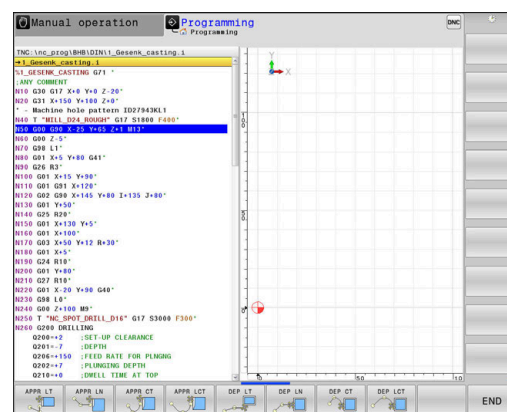 Manual operation
Programming
Programming
DNC
TNC:\nc_prog\BHB\DIN\1_Gesenk_casting.i
→1_Gesenk_casting.i
%1_GESENK_CASTING G71 *
;ANY COMMENT
N10 G30 G17 X+0 Y+0 Z-20*
N20 G31 X+150 Y+100 Z+0*
* - Machine hole pattern ID27943KL1
N40 T "MILL_D24_ROUGH" G17 S1800 F400*
N50 G00 G90 X-25 Y+65 Z+1 M13*
N60 G00 Z-5*
N70 G98 L1*
N80 G01 X+5 Y+80 G41*
N90 G26 R3*
N100 G01 X+15 Y+90*
N110 G01 G91 X+120*
N120 G02 G90 X+145 Y+80 I+135 J+80*
N130 G01 Y+50*
N140 G25 R20*
N150 G01 X+130 Y+5*
N160 G01 X+100*
N170 G03 X+50 Y+12 R+30*
N180 G01 X+5*
N190 G24 R10*
N200 G01 Y+80*
N210 G27 R10*
N220 G01 X-20 Y+90 G40*
N230 G98 L0*
N240 G00 Z+100 M9*
N250 T "NC_SPOT_DRILL_D16" G17 S3000 F300*
N260 G200 DRILLING
Q200=+2 ;SET-UP CLEARANCE
Q201=-7 ;DEPTH
Q206=+150 ;FEED RATE FOR PLNGNG
Q202=+7 ;PLUNGING DEPTH
Q210=+0 ;DWELL TIME AT TOP
Y
X
100
50
0
0
50
10
APPR LT
APPR LN
APPR CT
APPR LCT
DEP LT
DEP LN
DEP CT
DEP LCT
END